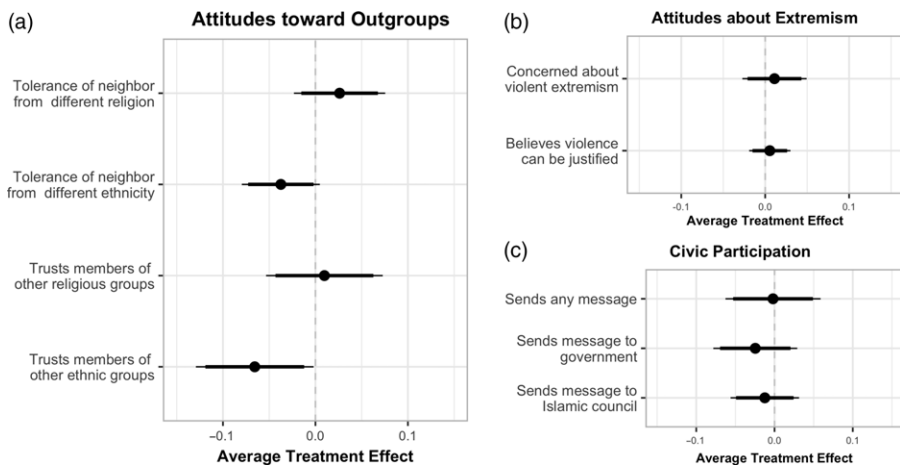 (a)
Attitudes toward Outgroups
Tolerance of neighbor
from different religion
Tolerance of neighbor
from different ethnicity
Trusts members of
other religious groups
Trusts members of
other ethnic groups
−0.1
0.0
0.1
Average Treatment Effect
(b)
Attitudes about Extremism
Concerned about
violent extremism
Believes violence
can be justified
−0.1
0.0
0.1
Average Treatment Effect
(c)
Civic Participation
Sends any message
Sends message to
government
Sends message to
Islamic council
−0.1
0.0
0.1
Average Treatment Effect